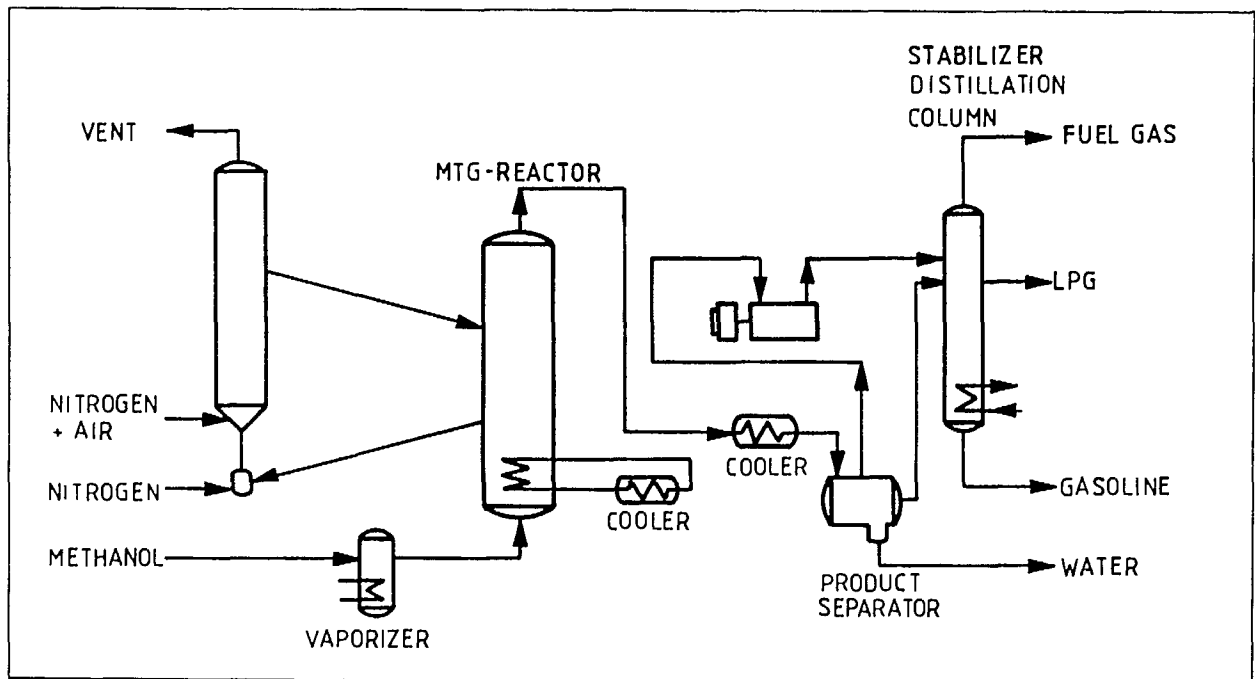 STABILIZER
DISTILLATION
COLUMN
VENT
FUEL GAS
MTG-REACTOR
LPG
NITROGEN
+ AIR
COOLER
NITROGEN
GASOLINE
COOLER
METHANOL
WATER
PRODUCT
SEPARATOR
VAPORIZER